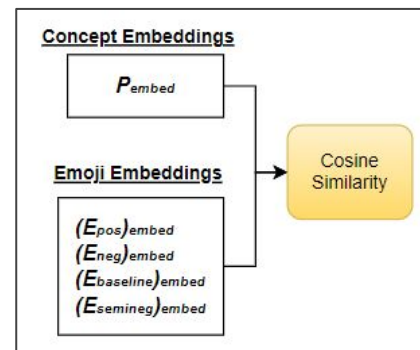 Concept Embeddings
Pembed
Emoji Embeddings
(Epos)embed
(Eneg)embed
(Ebaseline)embed
(Esemineg)embed
Cosine
Similarity